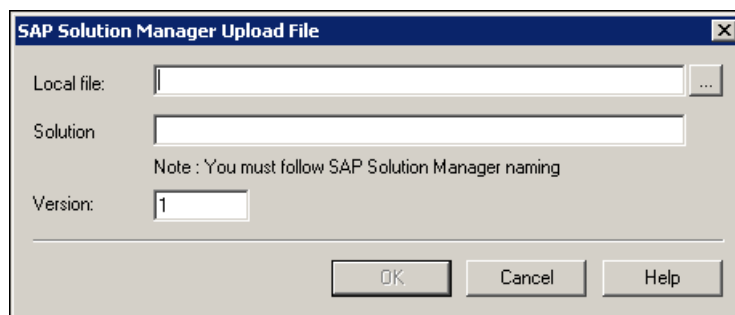 SAP Solution Manager Upload File
Local file:
...
Solution
Note : You must follow SAP Solution Manager naming
Version: 1
OK Cancel Help